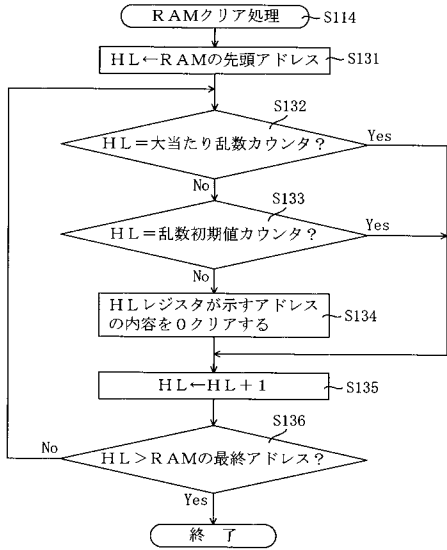 RAMクリア処理
S114
HL←RAMの先頭アドレス
S131
S132
HL=大当たり乱数カウンタ?
Yes
No
S133
HL=乱数初期値カウンタ?
Yes
No
HLレジスタが示すアドレス
の内容を0クリアする
S134
HL←HL+1
S135
S136
No
HL>RAMの最終アドレス?
Yes
終 了